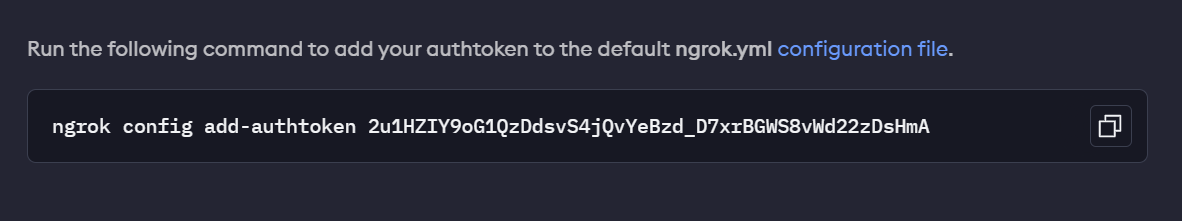 Run the following command to add your authtoken to the default ngrok.yml configuration file.
ngrok config add-authtoken 2u1HZIY9oG1QzDdsvS4jQvYeBzd_D7xrBGWS8vWd22zDsHmA